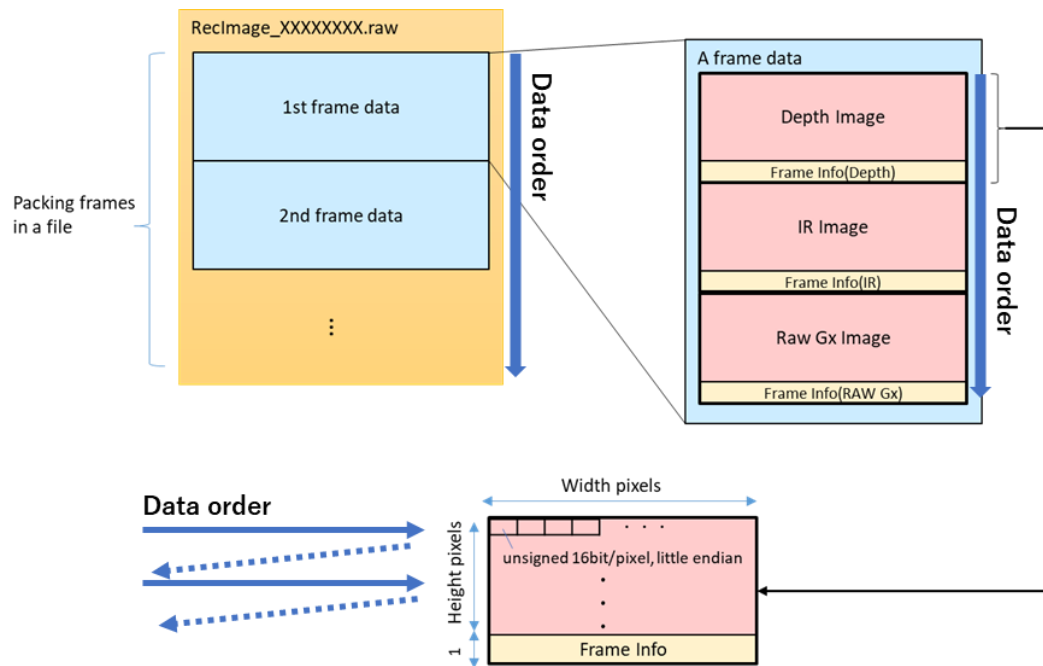 RecImage_XXXXXXXX.raw
1st frame data
2nd frame data
⋮
Packing frames
in a file
Data order
A frame data
Depth Image
Frame Info(Depth)
IR Image
Frame Info(IR)
Raw Gx Image
Frame Info(RAW Gx)
Data order
Data order
Width pixels
Height pixels
1
. . .
unsigned 16bit/pixel, little endian
Frame Info